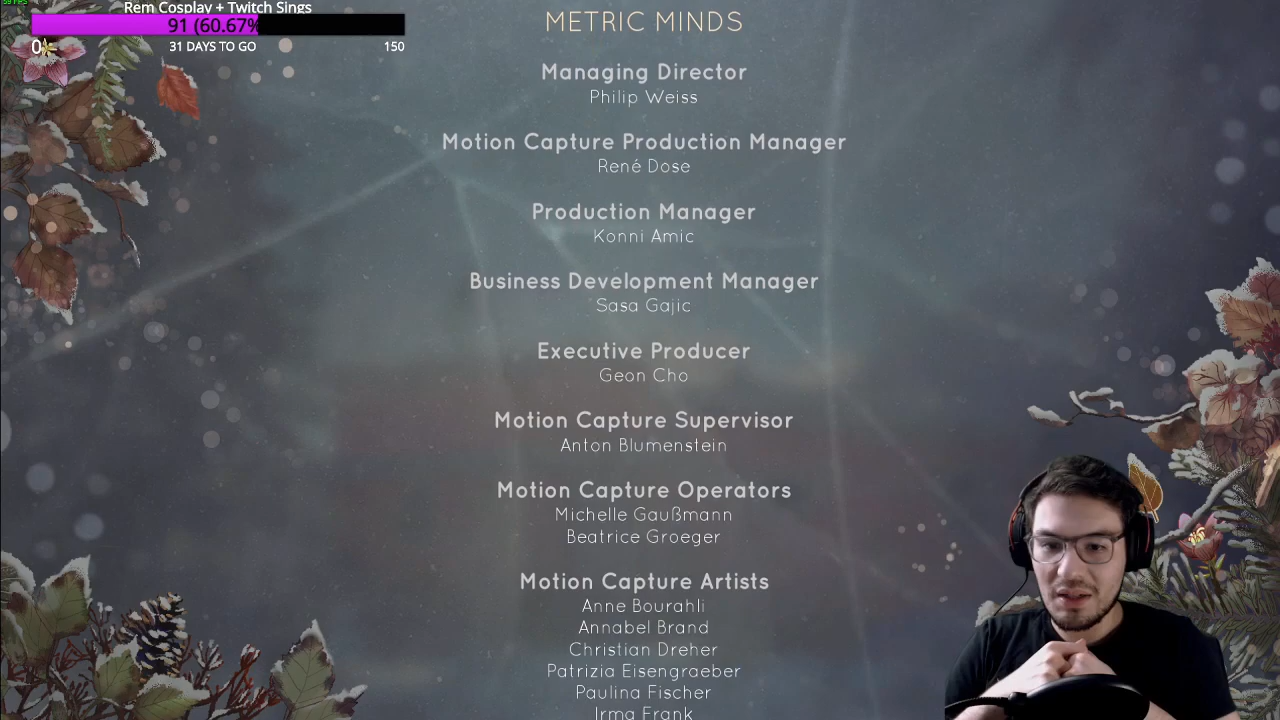 59 FPS
Rem Cosplay + Twitch Sings
91 (60.67%
0
31 DAYS TO GO
150
METRIC MINDS
Managing Director
Philip Weiss
Motion Capture Production Manager
René Dose
Production Manager
Konni Amic
Business Development Manager
Sasa Gajic
Executive Producer
Geon Cho
Motion Capture Supervisor
Anton Blumenstein
Motion Capture Operators
Michelle Gaußmann
Beatrice Groeger
Motion Capture Artists
Anne Bourahli
Annabel Brand
Christian Dreher
Patrizia Eisengraeber
Paulina Fischer
Irma Frank